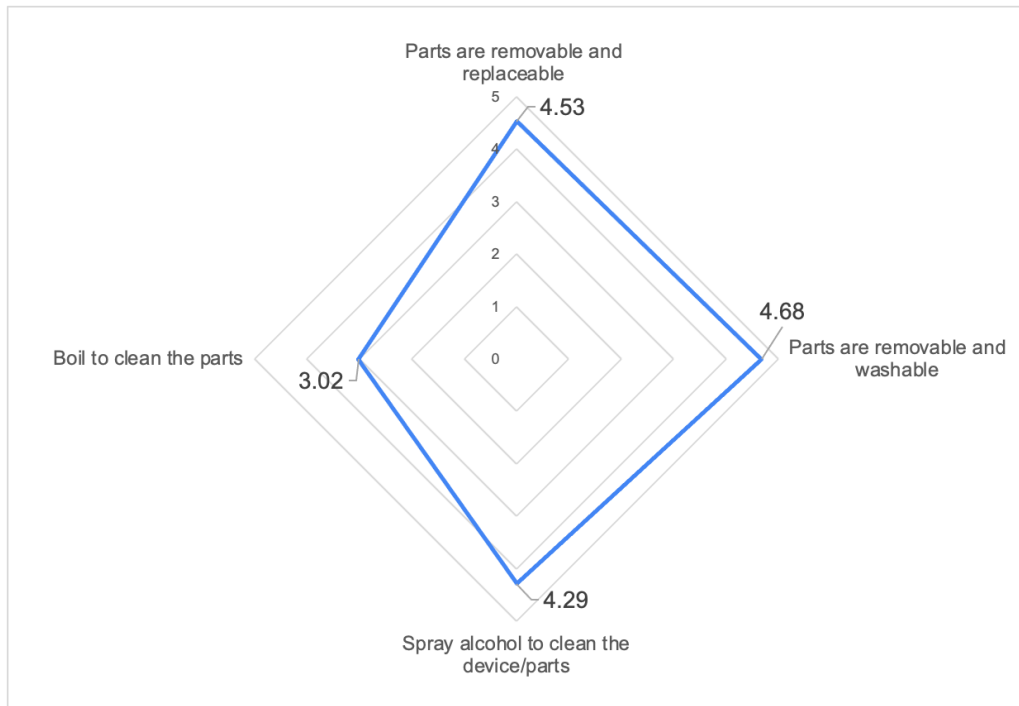 Parts are removable and
replaceable
5
4.53
4
3
2
1
0
4.68
Parts are removable and
washable
Boil to clean the parts
3.02
4.29
Spray alcohol to clean the
device/parts